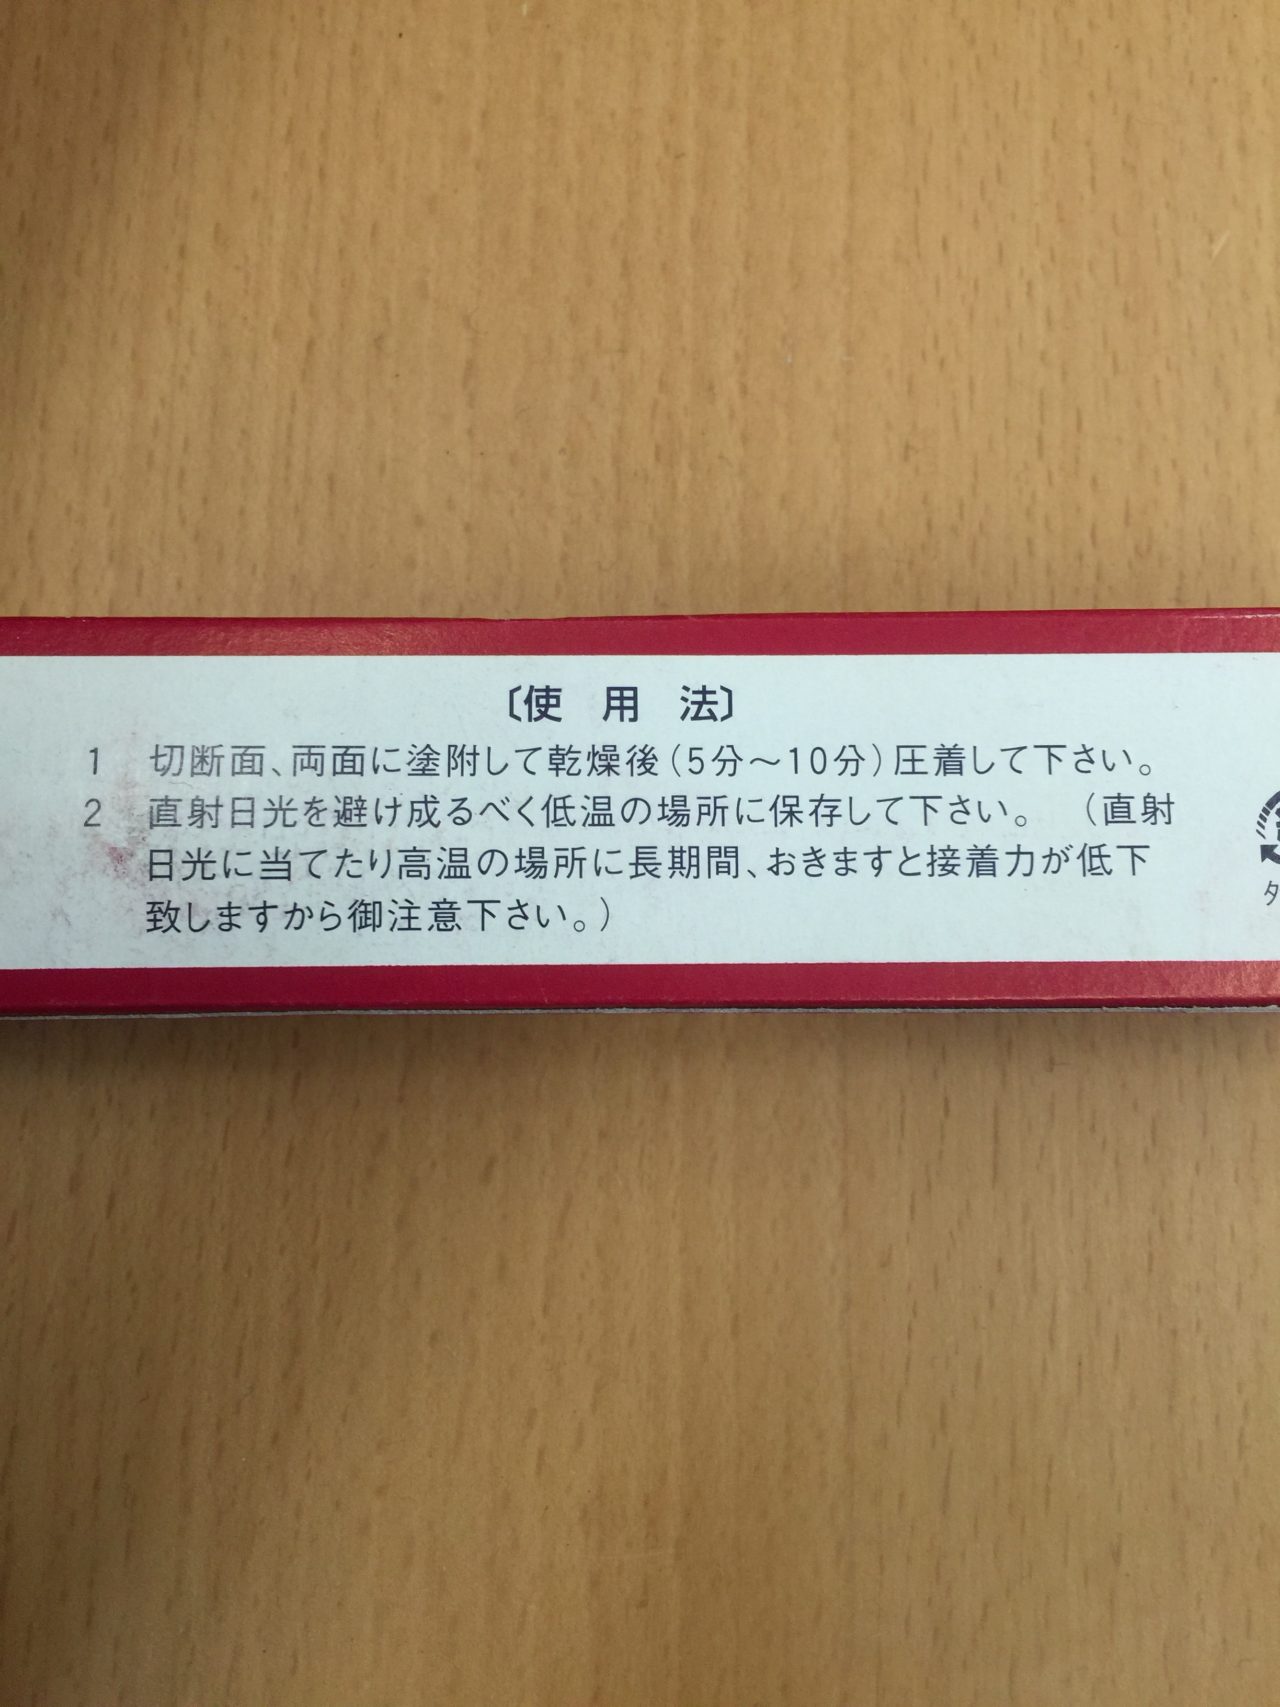 〔使　用　法〕
1　切断面、両面に塗附して乾燥後（5分～10分）圧着して下さい。
2　直射日光を避け成るべく低温の場所に保存して下さい。　（直射
日光に当てたり高温の場所に長期間、おきますと接着力が低下
致しますから御注意下さい。）
タ